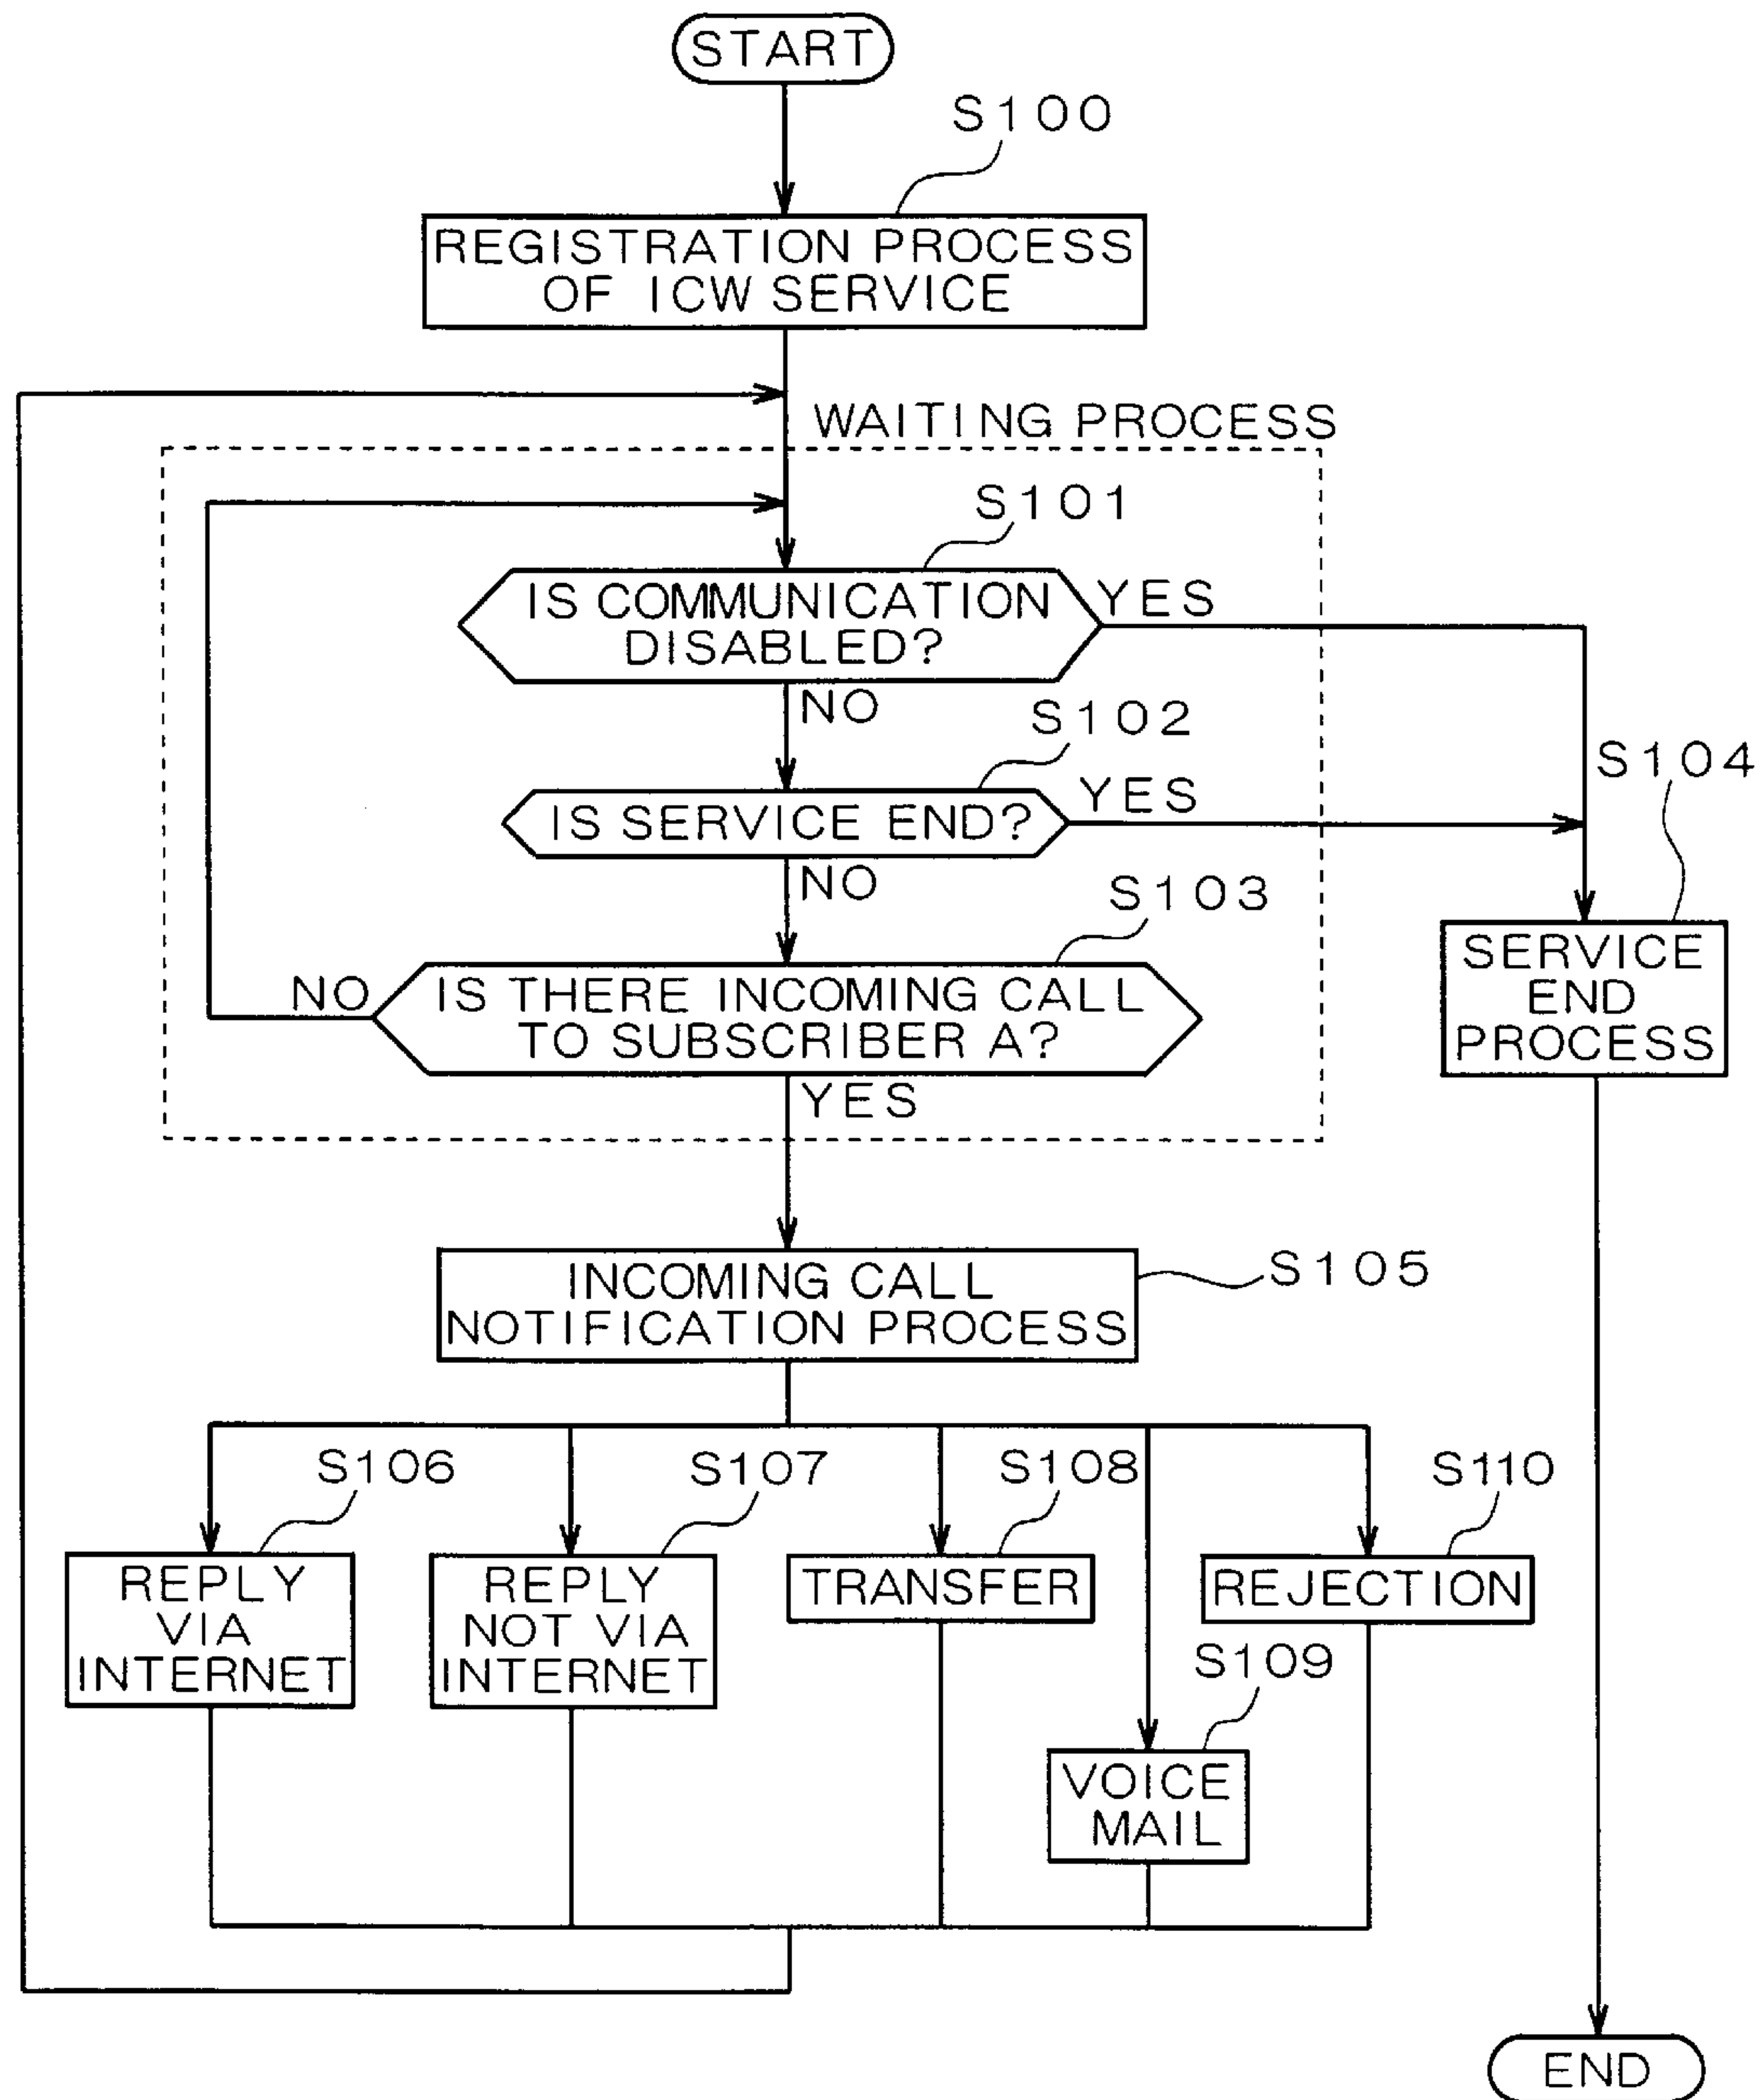 START
S100
REGISTRATION PROCESS
OF ICW SERVICE
WAITING PROCESS
S101
IS COMMUNICATION
DISABLED?
YES
NO
S102
IS SERVICE END?
YES
NO
S104
SERVICE
END
PROCESS
S103
IS THERE INCOMING CALL
TO SUBSCRIBER A?
NO
YES
INCOMING CALL
NOTIFICATION PROCESS
S105
S106
REPLY
VIA
INTERNET
S107
REPLY
NOT VIA
INTERNET
S108
TRANSFER
S110
REJECTION
S109
VOICE
MAIL
END